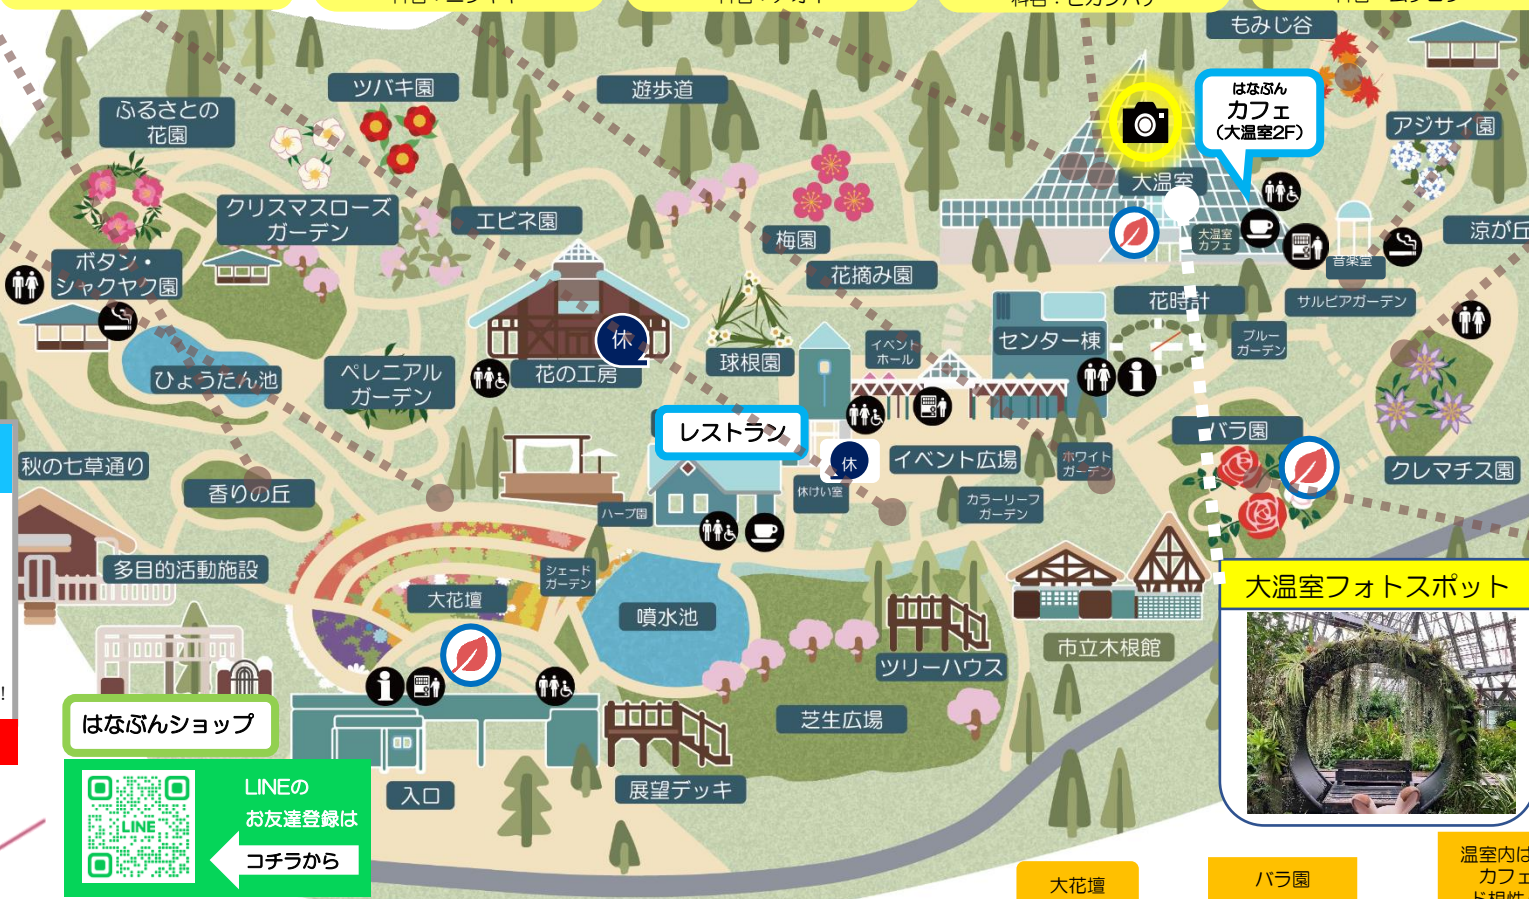 もみじ谷
はなぶん
カフェ
（大温室2F）
ツバキ園
遊歩道
ふるさとの
花園
アジサイ園
大温室
クリスマスローズ
ガーデン
エビネ園
梅園
大温室
カフェ
涼が丘
音楽堂
ボタン・
シャクヤク園
花摘み園
花時計
サルビアガーデン
休
センター棟
イベント
ホール
ブルー
ガーデン
球根園
花の工房
ひょうたん池
ペレニアル
ガーデン
レストラン
バラ園
秋の七草通り
休
イベント広場
ホワイト
ガーデン
クレマチス園
香りの丘
休けい室
カラーリーフ
ガーデン
ハーブ園
多目的活動施設
シェード
ガーデン
大花壇
大温室フォトスポット
噴水池
市立木根館
ツリーハウス
はなぶんショップ
芝生広場
入口
展望デッキ
LINEの
お友達登録は
コチラから
LINE
大花壇
バラ園
温室内は
カフェ